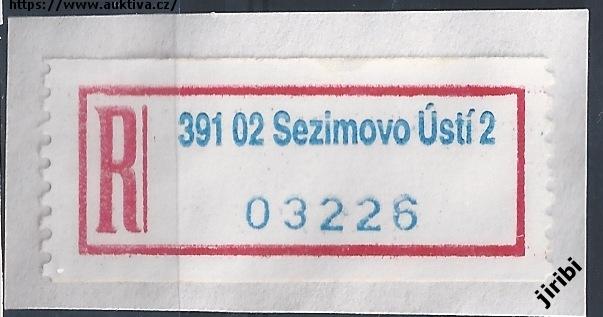 https://www.auktiva.cz/
R
391 02 Sezimovo Ústí 2
03226
jiribi